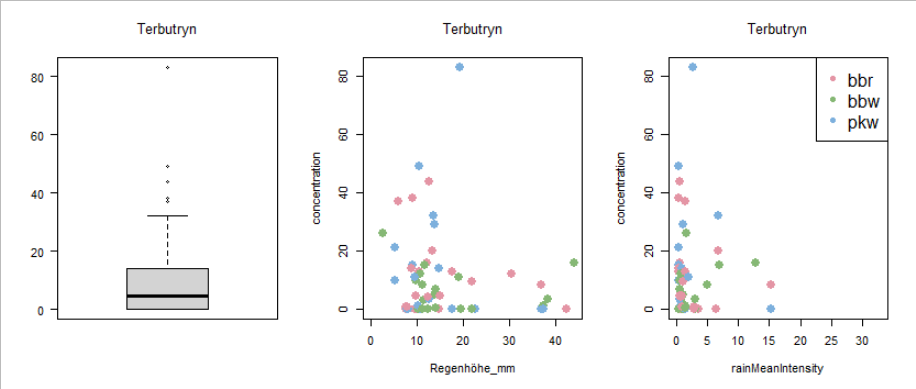 Terbutryn
80
60
40
20
0
Terbutryn
concentration
80
60
40
20
0
0 10 20 30 40
Regenhöhe_mm
Terbutryn
concentration
80
60
40
20
0
0 5 10 15 20 25 30
rainMeanIntensity
bbr
bbw
pkw